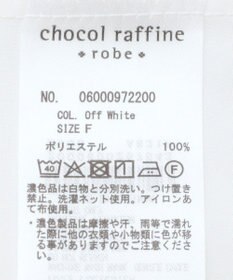 chocol raffine
robe
NO. 06000972200
COL. Off White
SIZE F
ポリエステル 100%
40 1 F
濃色品は白物と分別洗い。つけ置き
禁止。洗濯ネット使用。アイロンあ
て布使用。
・濃色製品は摩擦や汗、雨等で濡れ
た際に他の衣類や小物類に色が移
る事がありますのでご注意下さい